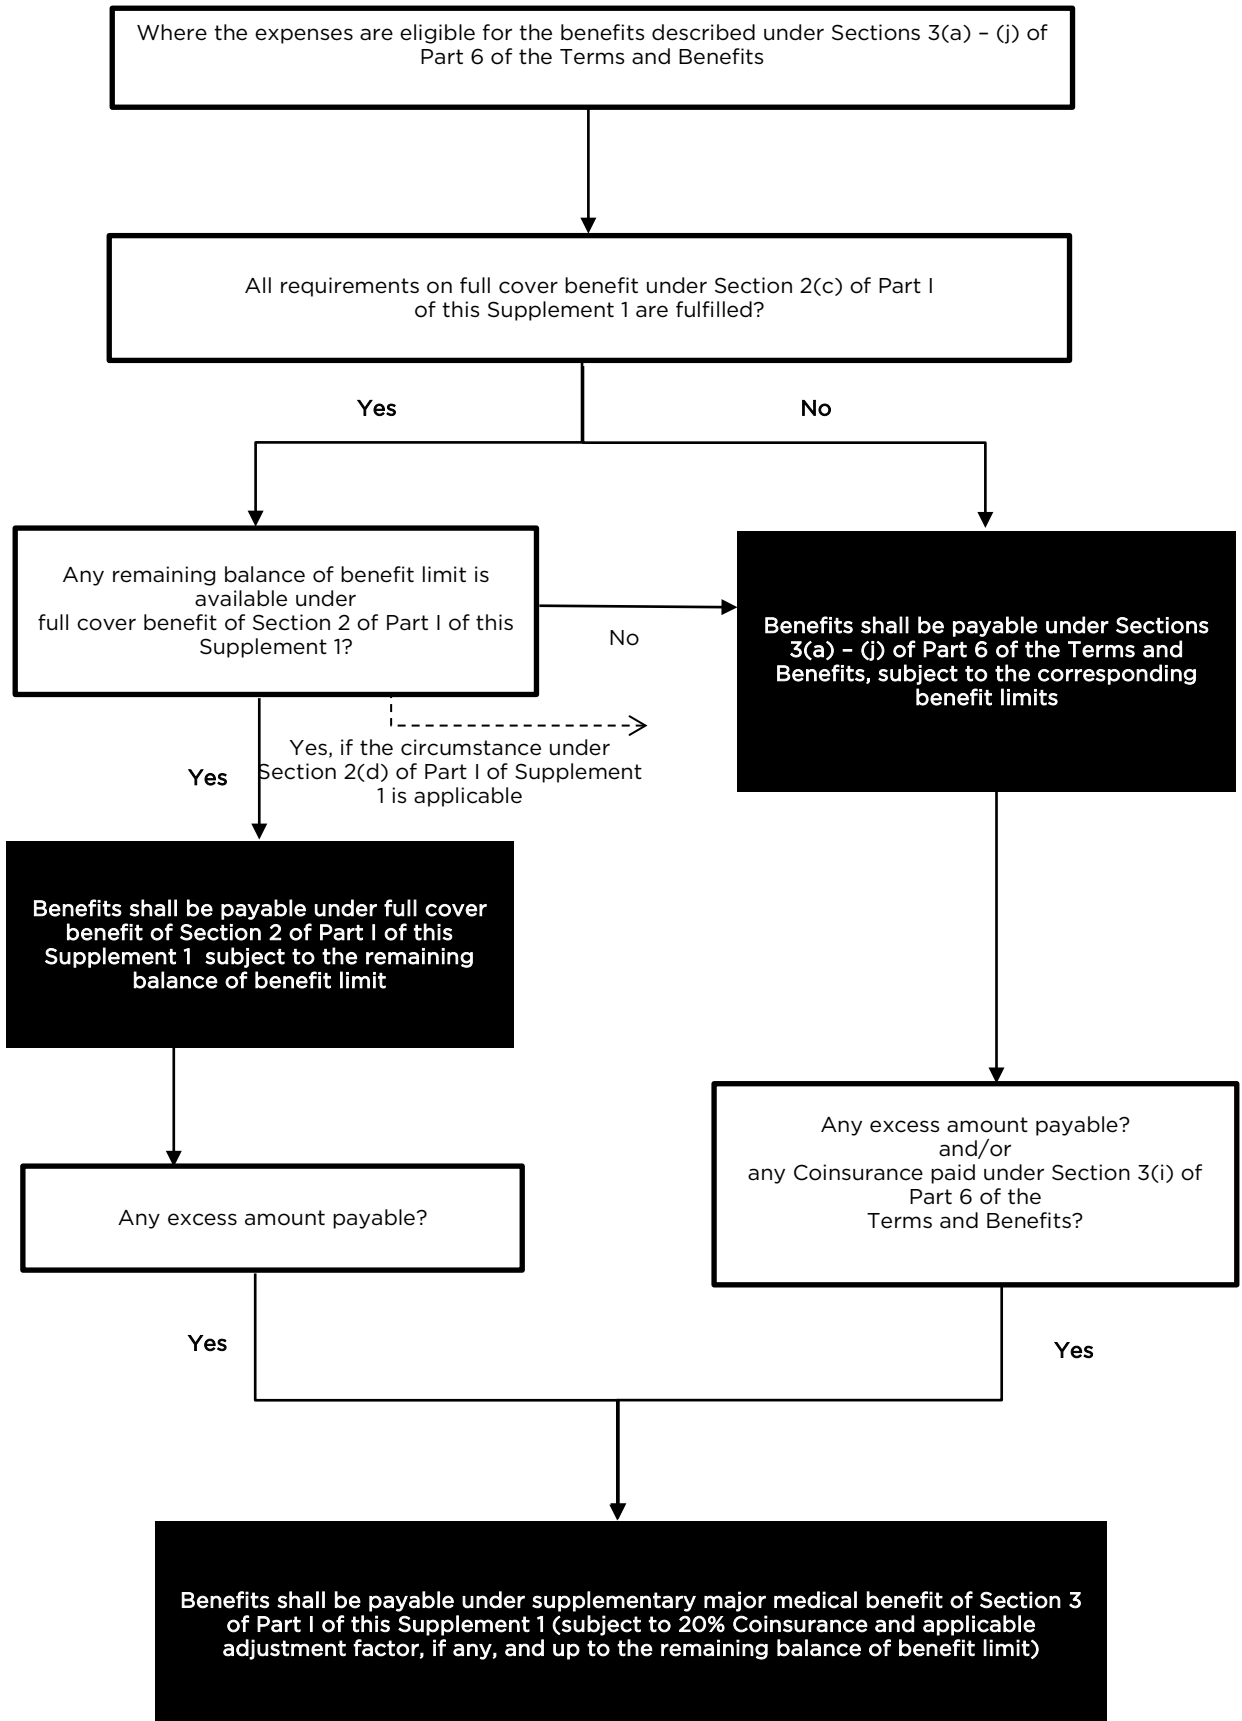 Where the expenses are eligible for the benefits described under Sections 3(a) – (j) of
Part 6 of the Terms and Benefits
All requirements on full cover benefit under Section 2(c) of Part I
of this Supplement 1 are fulfilled?
Yes
No
Any remaining balance of benefit limit is
available under
full cover benefit of Section 2 of Part I of this
Supplement 1?
No
Benefits shall be payable under Sections
3(a) – (j) of Part 6 of the Terms and
Benefits, subject to the corresponding
benefit limits
Yes, if the circumstance under
Section 2(d) of Part I of Supplement
1 is applicable
Yes
Benefits shall be payable under full cover
benefit of Section 2 of Part I of this
Supplement 1 subject to the remaining
balance of benefit limit
Any excess amount payable?
and/or
any Coinsurance paid under Section 3(i) of
Part 6 of the
Terms and Benefits?
Any excess amount payable?
Yes
Yes
Benefits shall be payable under supplementary major medical benefit of Section 3
of Part I of this Supplement 1 (subject to 20% Coinsurance and applicable
adjustment factor, if any, and up to the remaining balance of benefit limit)